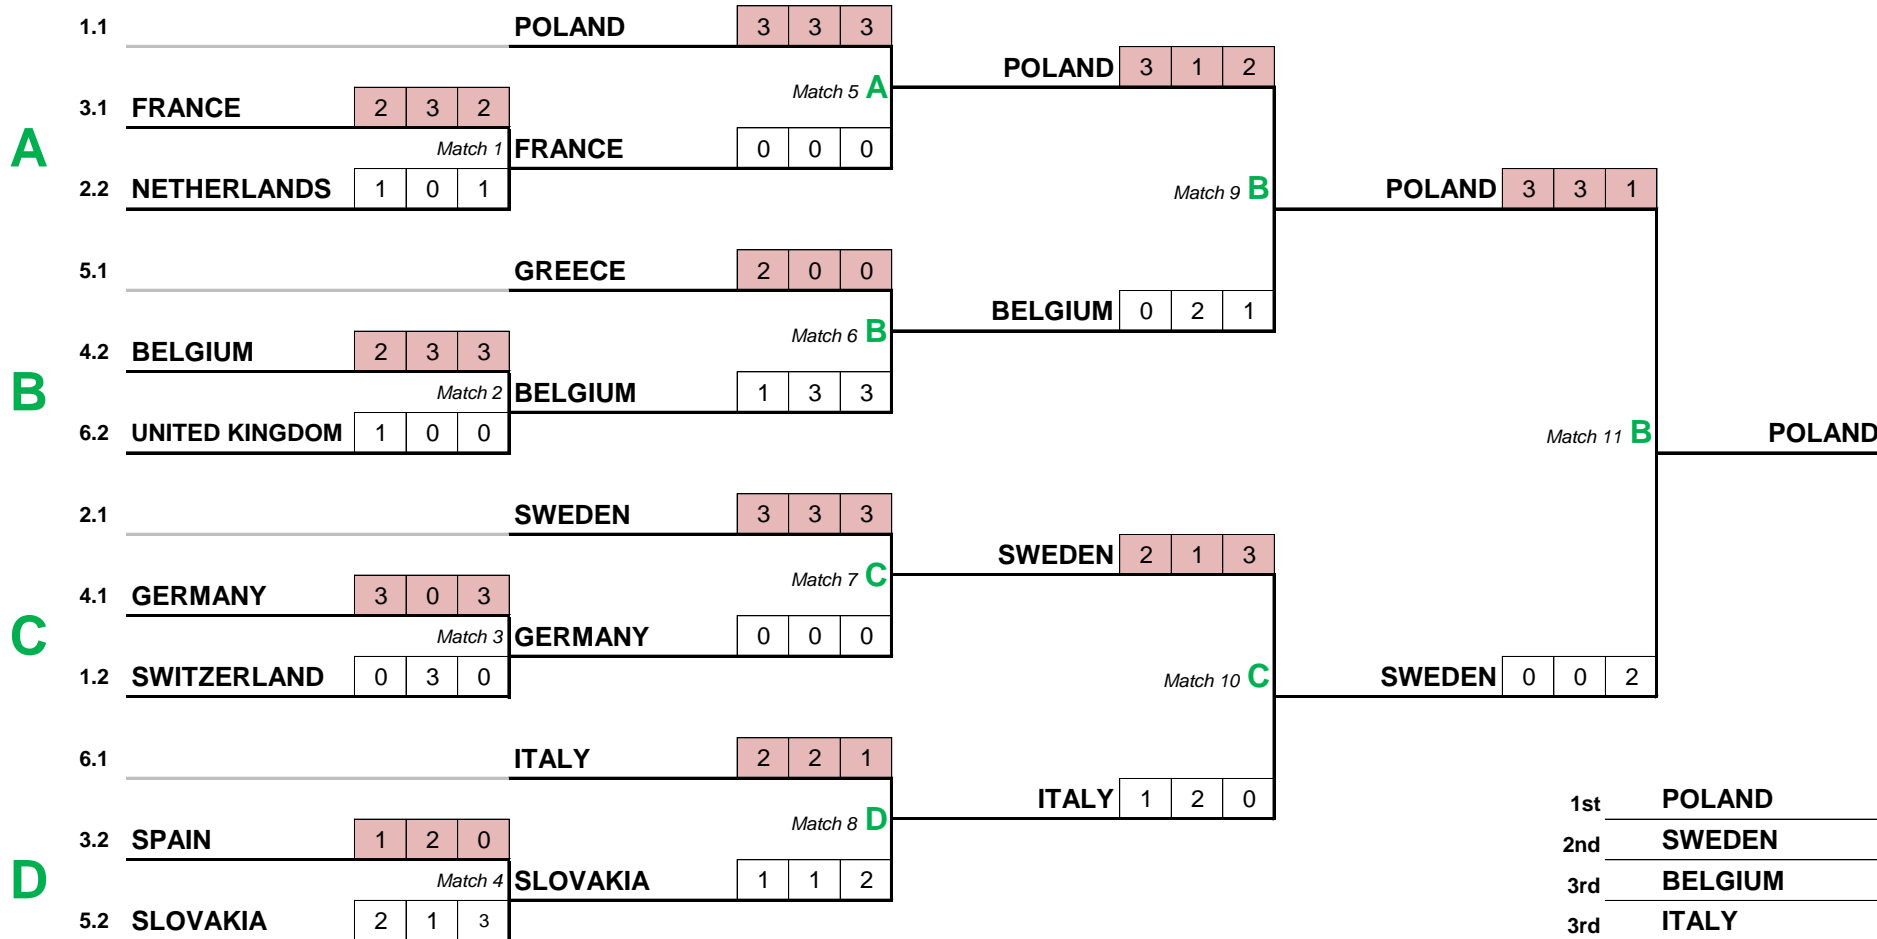 1.1 POLAND 3 3 3
POLAND 3 1 2
Match 5 A
3.1 FRANCE 2 3 2
A
Match 1 FRANCE 0 0 0
2.2 NETHERLANDS 1 0 1
Match 9 B
POLAND 3 3 1
5.1 GREECE 2 0 0
BELGIUM 0 2 1
Match 6 B
4.2 BELGIUM 2 3 3
B
Match 2 BELGIUM 1 3 3
6.2 UNITED KINGDOM 1 0 0
Match 11 B
POLAND
2.1 SWEDEN 3 3 3
SWEDEN 2 1 3
Match 7 C
4.1 GERMANY 3 0 3
C
Match 3 GERMANY 0 0 0
1.2 SWITZERLAND 0 3 0
Match 10 C
SWEDEN 0 0 2
6.1 ITALY 2 2 1
ITALY 1 2 0
1st POLAND
Match 8 D
3.2 SPAIN 1 2 0
2nd SWEDEN
D
Match 4 SLOVAKIA 1 1 2
3rd BELGIUM
5.2 SLOVAKIA 2 1 3
3rd ITALY